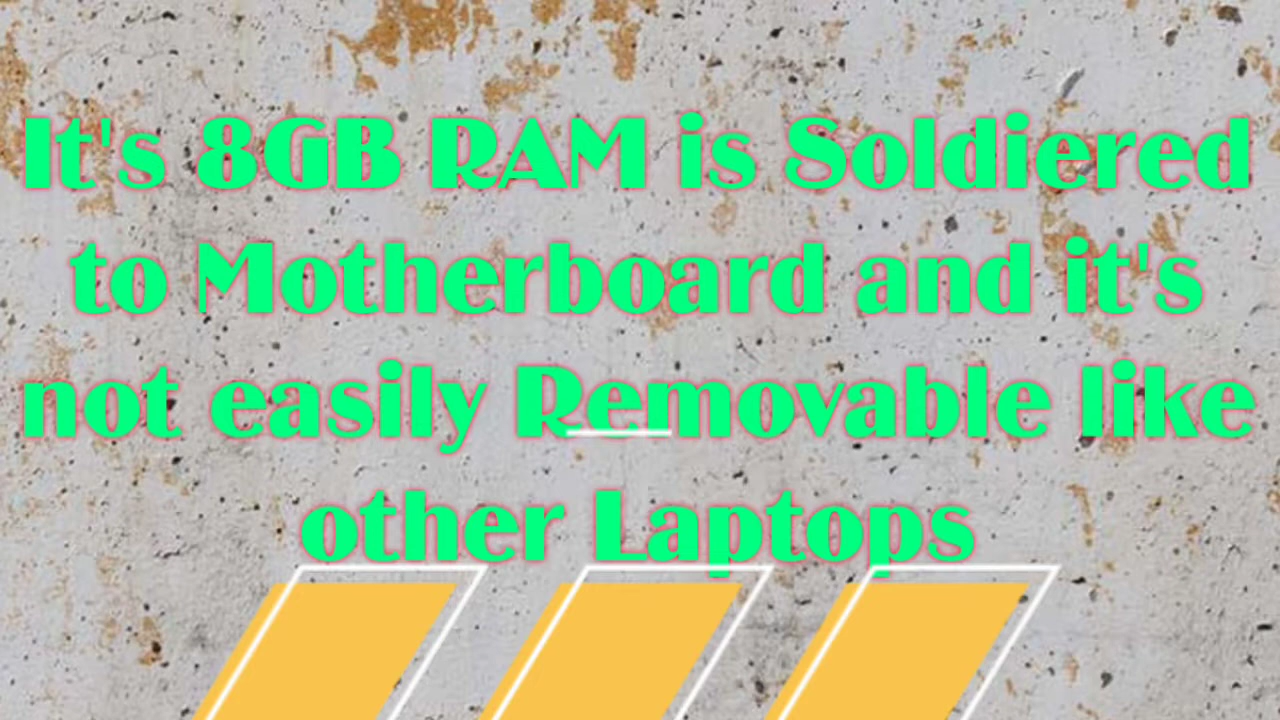 It's 8GB RAM is Soldiered
to Motherboard and it's
not easily Removable like
other Laptops